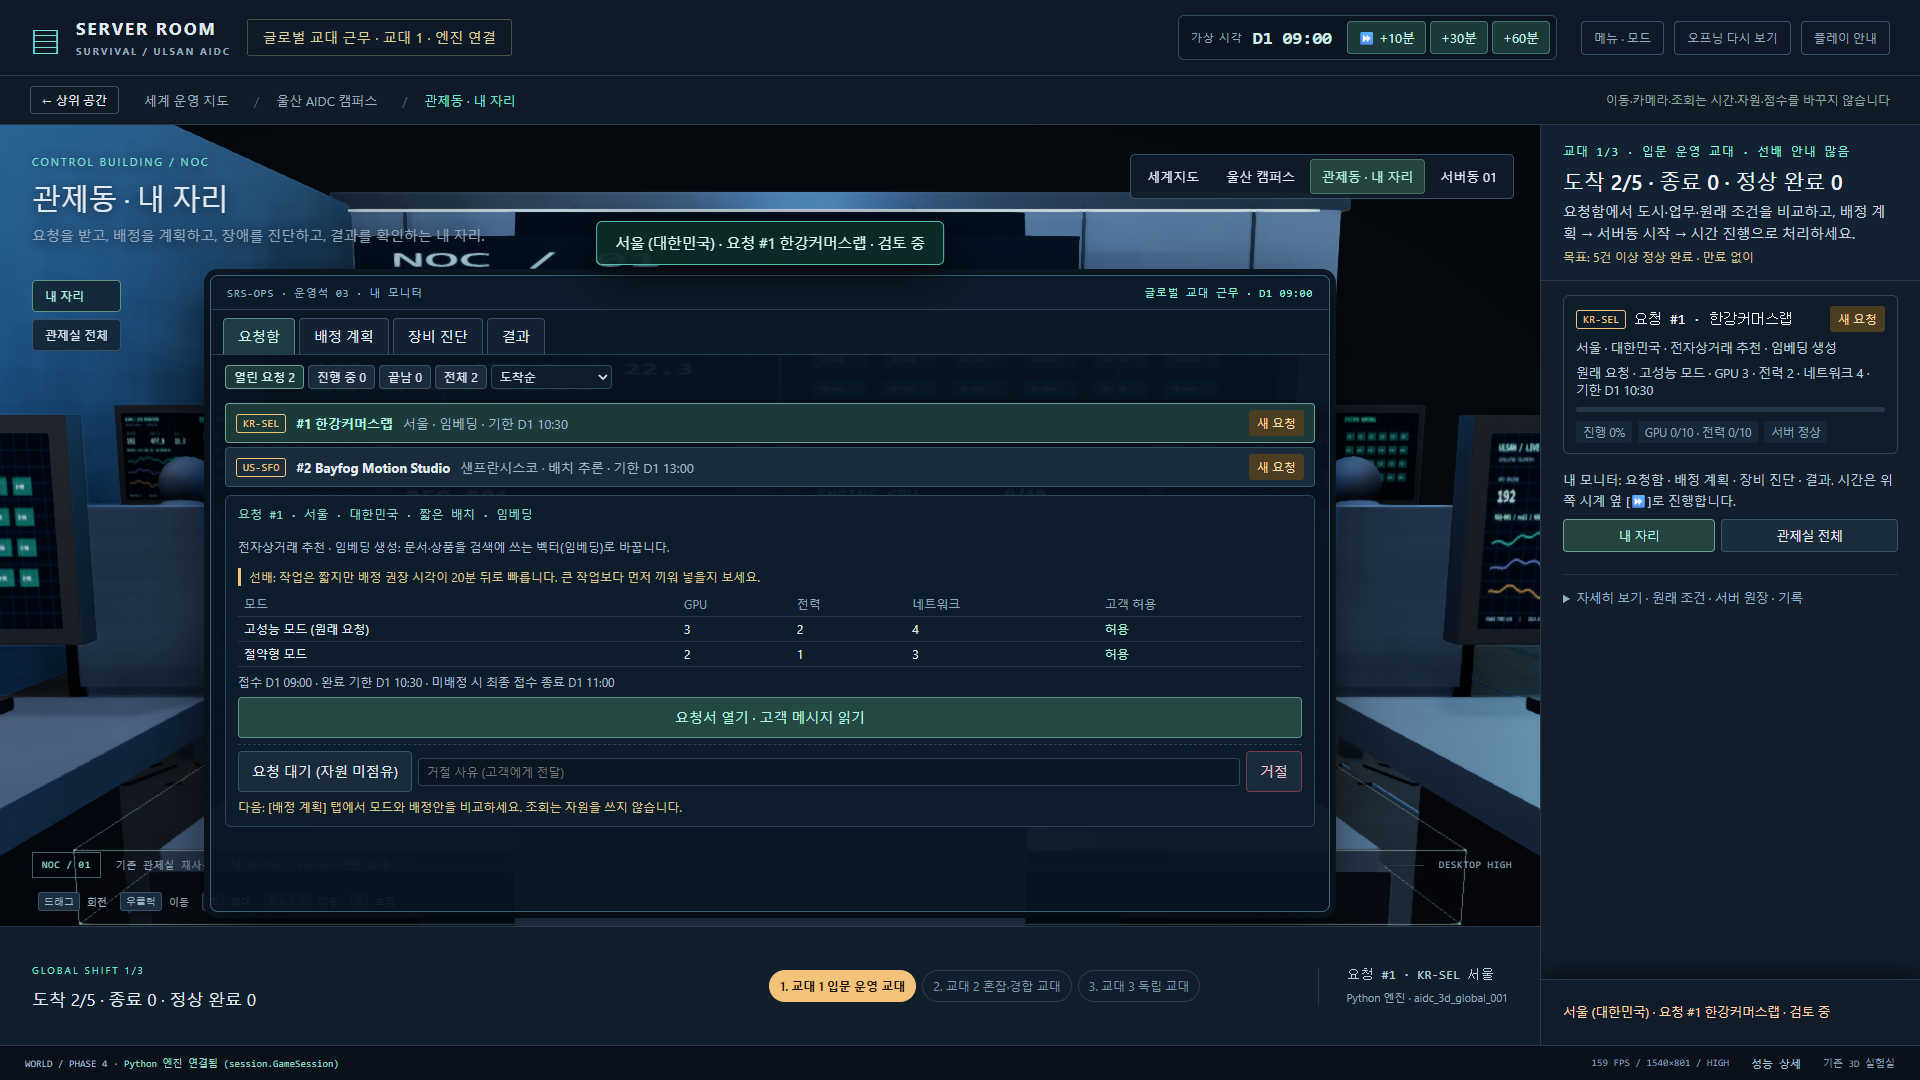 SERVER ROOM
SURVIVAL / ULSAN AIDC
글로벌 교대 근무 · 교대 1 · 엔진 연결
가상 시각 D1 09:00 ⏩ +10분 +30분 +60분
메뉴 · 모드 오프닝 다시 보기 플레이 안내
← 상위 공간 세계 운영 지도 / 울산 AIDC 캠퍼스 / 관제동 · 내 자리
이동·카메라·조회는 시간·자원·점수를 바꾸지 않습니다
CONTROL BUILDING / NOC
관제동 · 내 자리
요청을 받고, 배정을 계획하고, 장애를 진단하고, 결과를 확인하는 내 자리.
내 자리
관제실 전체
세계지도 울산 캠퍼스 관제동 · 내 자리 서버동 01
서울 (대한민국) · 요청 #1 한강커머스랩 · 검토 중
NOC / 01
SRS-OPS · 운영석 03 · 내 모니터
글로벌 교대 근무 · D1 09:00
요청함 배정 계획 장비 진단 결과
열린 요청 2 진행 중 0 끝남 0 전체 2 도착순
KR-SEL #1 한강커머스랩 서울 · 임베딩 · 기한 D1 10:30 새 요청
US-SFO #2 Bayfog Motion Studio 샌프란시스코 · 배치 추론 · 기한 D1 13:00 새 요청
요청 #1 · 서울 · 대한민국 · 짧은 배치 · 임베딩
전자상거래 추천 · 임베딩 생성: 문서·상품을 검색에 쓰는 벡터(임베딩)로 바꿉니다.
선배: 작업은 짧지만 배정 권장 시각이 20분 뒤로 빠릅니다. 큰 작업보다 먼저 끼워 넣을지 보세요.
모드 GPU 전력 네트워크 고객 허용
고성능 모드 (원래 요청) 3 2 4 허용
절약형 모드 2 1 3 허용
접수 D1 09:00 · 완료 기한 D1 10:30 · 미배정 시 최종 접수 종료 D1 11:00
요청서 열기 · 고객 메시지 읽기
요청 대기 (자원 미점유) 거절 사유 (고객에게 전달) 거절
다음: [배정 계획] 탭에서 모드와 배정안을 비교하세요. 조회는 자원을 쓰지 않습니다.
NOC / 01 기존 관제실 재사
드래그 회전 우클릭 이동
DESKTOP HIGH
교대 1/3 · 입문 운영 교대 · 선배 안내 많음
도착 2/5 · 종료 0 · 정상 완료 0
요청함에서 도시·업무·원래 조건을 비교하고, 배정 계
획 → 서버동 시작 → 시간 진행으로 처리하세요.
목표: 5건 이상 정상 완료 · 만료 없이
KR-SEL 요청 #1 · 한강커머스랩 새 요청
서울 · 대한민국 · 전자상거래 추천 · 임베딩 생성
원래 요청 · 고성능 모드 · GPU 3 · 전력 2 · 네트워크 4 ·
기한 D1 10:30
진행 0% GPU 0/10 · 전력 0/10 서버 정상
내 모니터: 요청함 · 배정 계획 · 장비 진단 · 결과. 시간은 위
쪽 시계 옆 [⏩]로 진행합니다.
내 자리 관제실 전체
▶ 자세히 보기 · 원래 조건 · 서버 원장 · 기록
서울 (대한민국) · 요청 #1 한강커머스랩 · 검토 중
GLOBAL SHIFT 1/3
도착 2/5 · 종료 0 · 정상 완료 0
1. 교대 1 입문 운영 교대 2. 교대 2 혼잡·경합 교대 3. 교대 3 독립 교대
요청 #1 · KR-SEL 서울
Python 엔진 · aidc_3d_global_001
WORLD / PHASE 4 · Python 엔진 연결됨 (session.GameSession)
159 FPS / 1540×801 / HIGH 성능 상세 기존 3D 실험실